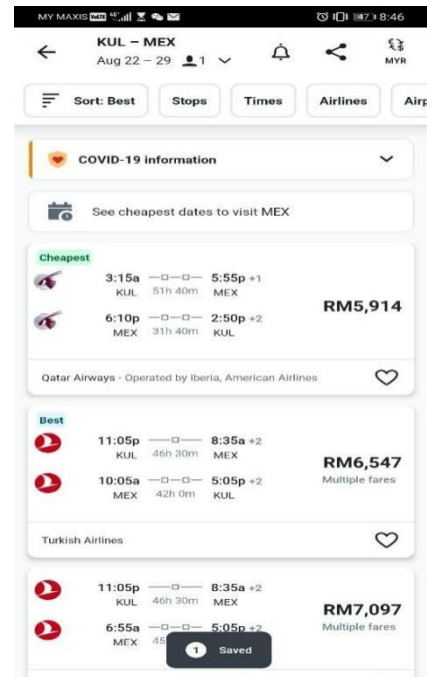 MY MAXIS 8:46
KUL – MEX
Aug 22 – 29 1
MYR
Sort: Best Stops Times Airlines Airp
COVID-19 information
See cheapest dates to visit MEX
Cheapest
3:15a 5:55p +1
KUL 51h 40m MEX
RM5,914
6:10p 2:50p +2
MEX 31h 40m KUL
Qatar Airways - Operated by Iberia, American Airlines
Best
11:05p 8:35a +2
KUL 46h 30m MEX
RM6,547
10:05a 5:05p +2
Multiple fares
MEX 42h 0m KUL
Turkish Airlines
11:05p 8:35a +2
KUL 46h 30m MEX
RM7,097
6:55a 5:05p +2
Multiple fares
MEX 45
1 Saved